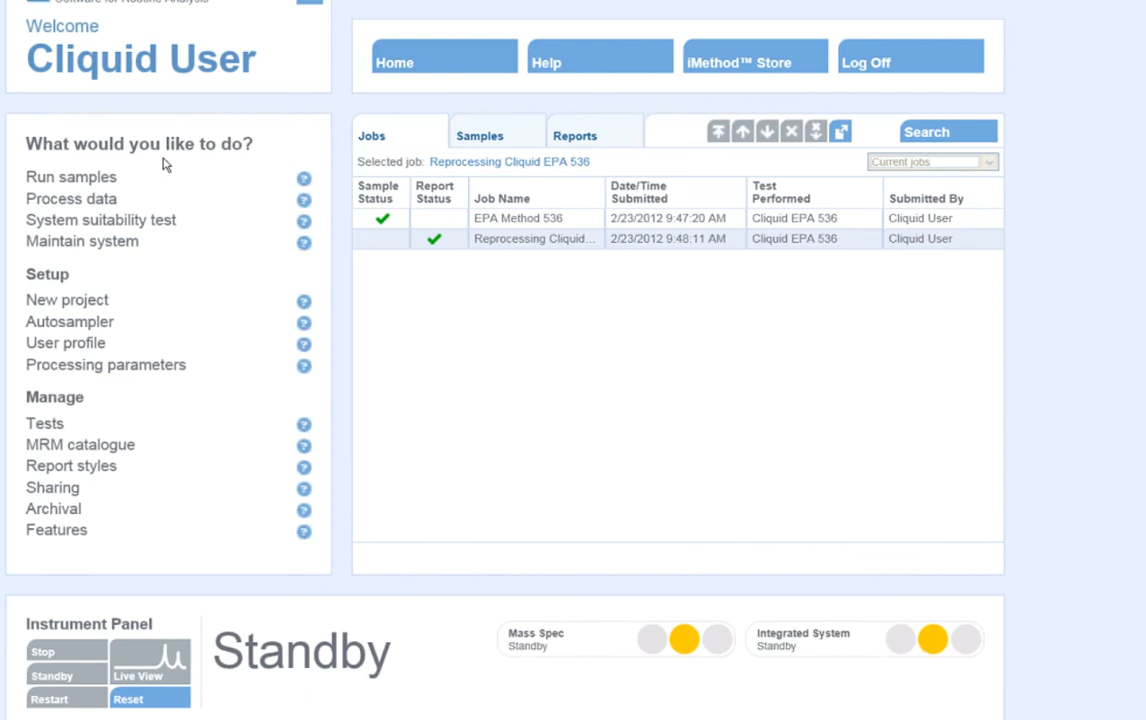 Software for Routine Analysis
Welcome
Cliquid User
Home
Help
iMethod™ Store
Log Off
What would you like to do?
Run samples
Process data
System suitability test
Maintain system
Setup
New project
Autosampler
User profile
Processing parameters
Manage
Tests
MRM catalogue
Report styles
Sharing
Archival
Features
Jobs
Samples
Reports
Search
Selected job: Reprocessing Cliquid EPA 536
Current jobs
Sample Status
Report Status
Job Name
Date/Time Submitted
Test Performed
Submitted By
EPA Method 536 2/23/2012 9:47:20 AM Cliquid EPA 536 Cliquid User
Reprocessing Cliquid... 2/23/2012 9:48:11 AM Cliquid EPA 536 Cliquid User
Instrument Panel
Stop
Standby
Restart
Live View
Reset
Standby
Mass Spec
Standby
Integrated System
Standby